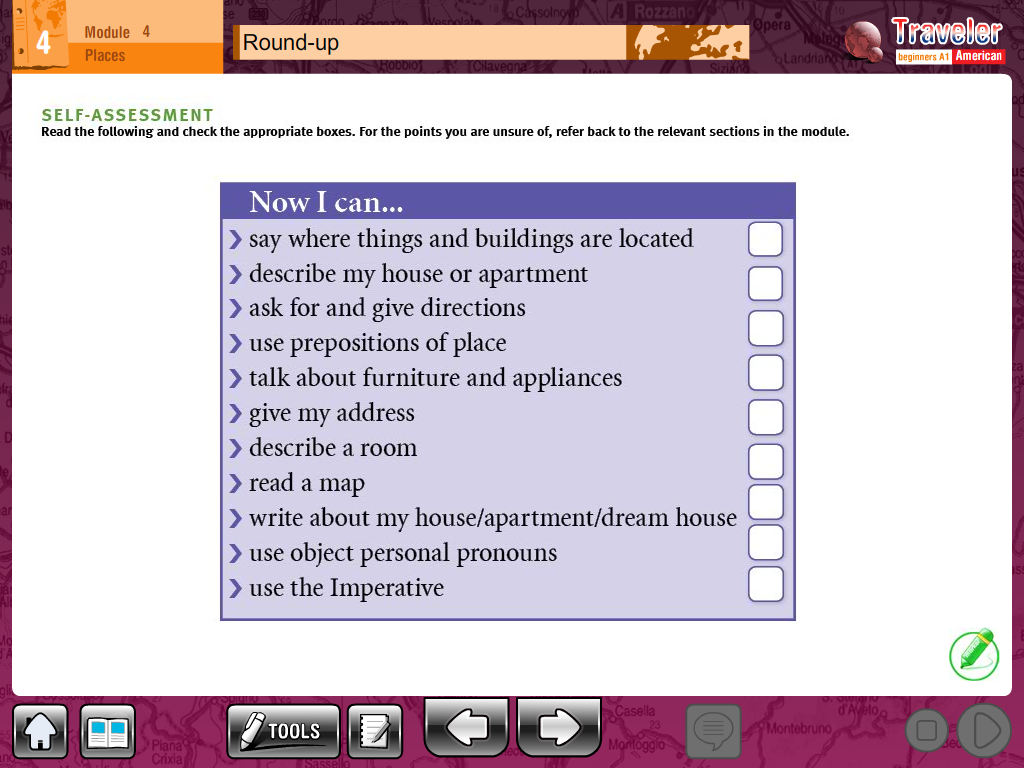 4
Module 4
Places
Round-up
Traveler
beginners A1 American
SELF-ASSESSMENT
Read the following and check the appropriate boxes. For the points you are unsure of, refer back to the relevant sections in the module.
Now I can...
say where things and buildings are located
describe my house or apartment
ask for and give directions
use prepositions of place
talk about furniture and appliances
give my address
describe a room
read a map
write about my house/apartment/dream house
use object personal pronouns
use the Imperative
TOOLS